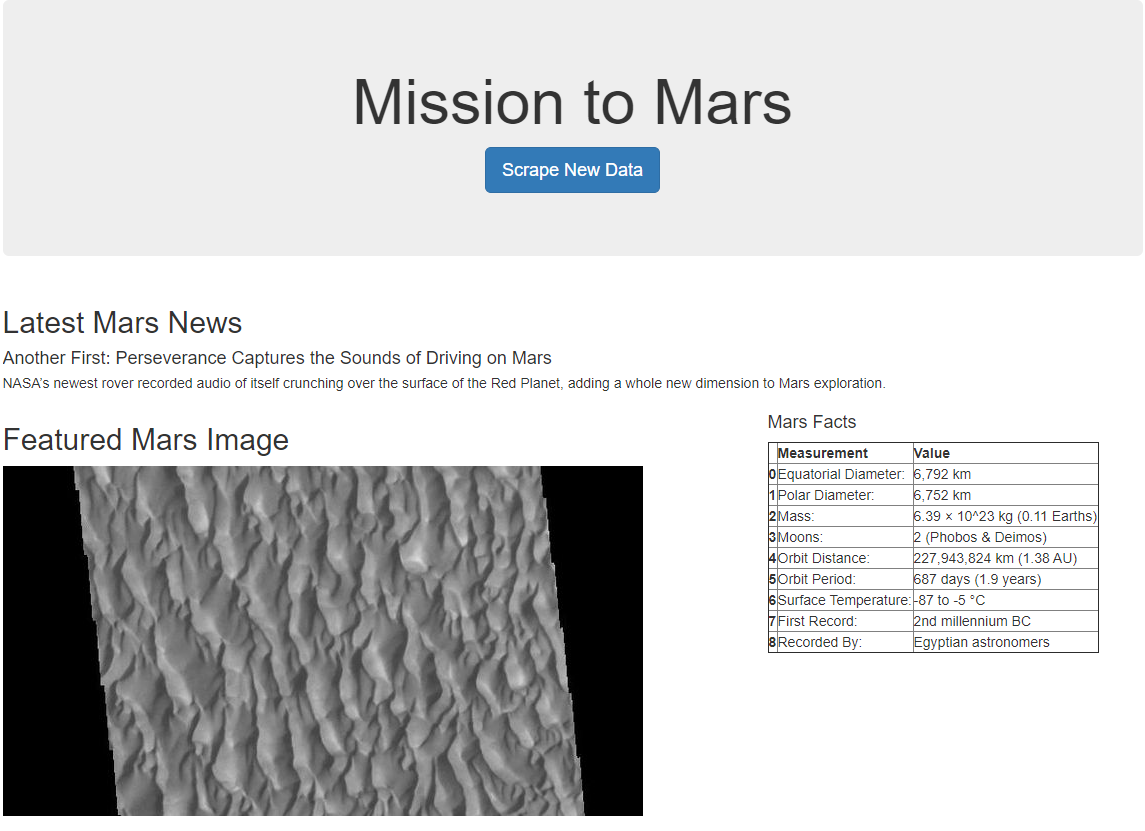 Mission to Mars
Scrape New Data
Latest Mars News
Another First: Perseverance Captures the Sounds of Driving on Mars
NASA's newest rover recorded audio of itself crunching over the surface of the Red Planet, adding a whole new dimension to Mars exploration.
Featured Mars Image
Mars Facts
Measurement Value
0 Equatorial Diameter: 6,792 km
1 Polar Diameter: 6,752 km
2 Mass: 6.39 × 10^23 kg (0.11 Earths)
3 Moons: 2 (Phobos & Deimos)
4 Orbit Distance: 227,943,824 km (1.38 AU)
5 Orbit Period: 687 days (1.9 years)
6 Surface Temperature: -87 to -5 °C
7 First Record: 2nd millennium BC
8 Recorded By: Egyptian astronomers